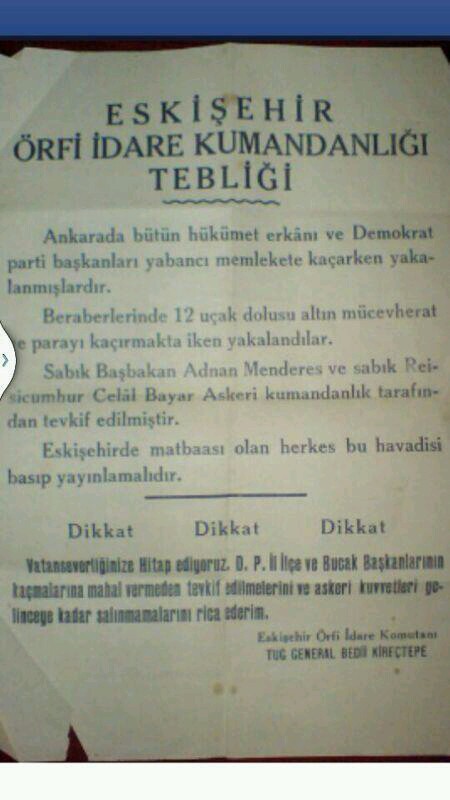 ESKİŞEHİR
ÖRFİ İDARE KUMANDANLIĞI
TEBLİĞİ
Ankarada bütün hükümet erkânı ve Demokrat
parti başkanları yabancı memlekete kaçarken yaka-
lanmışlardır.
Beraberlerinde 12 uçak dolusu altın mücevherat
ve parayı kaçırmakta iken yakalandılar.
Sabık Başbakan Adnan Menderes ve sabık Rei-
sicumhur Celâl Bayar Askeri kumandanlık tarafın-
dan tevkif edilmiştir.
Eskişehirde matbaası olan herkes bu havadisi
basıp yayınlamalıdır.
Dikkat Dikkat Dikkat
Vatanseverliğinize Hitap ediyoruz. D. P. İl İlçe ve Bucak Başkanlarının
kaçmalarına mahal vermeden tevkif edilmelerini ve askeri kuvvetleri ge-
linceye kadar salınmamalarını rica ederim.
Eskişehir Örfi İdare Komutanı
TUĞ GENERAL BEDİİ KİREÇTEPE